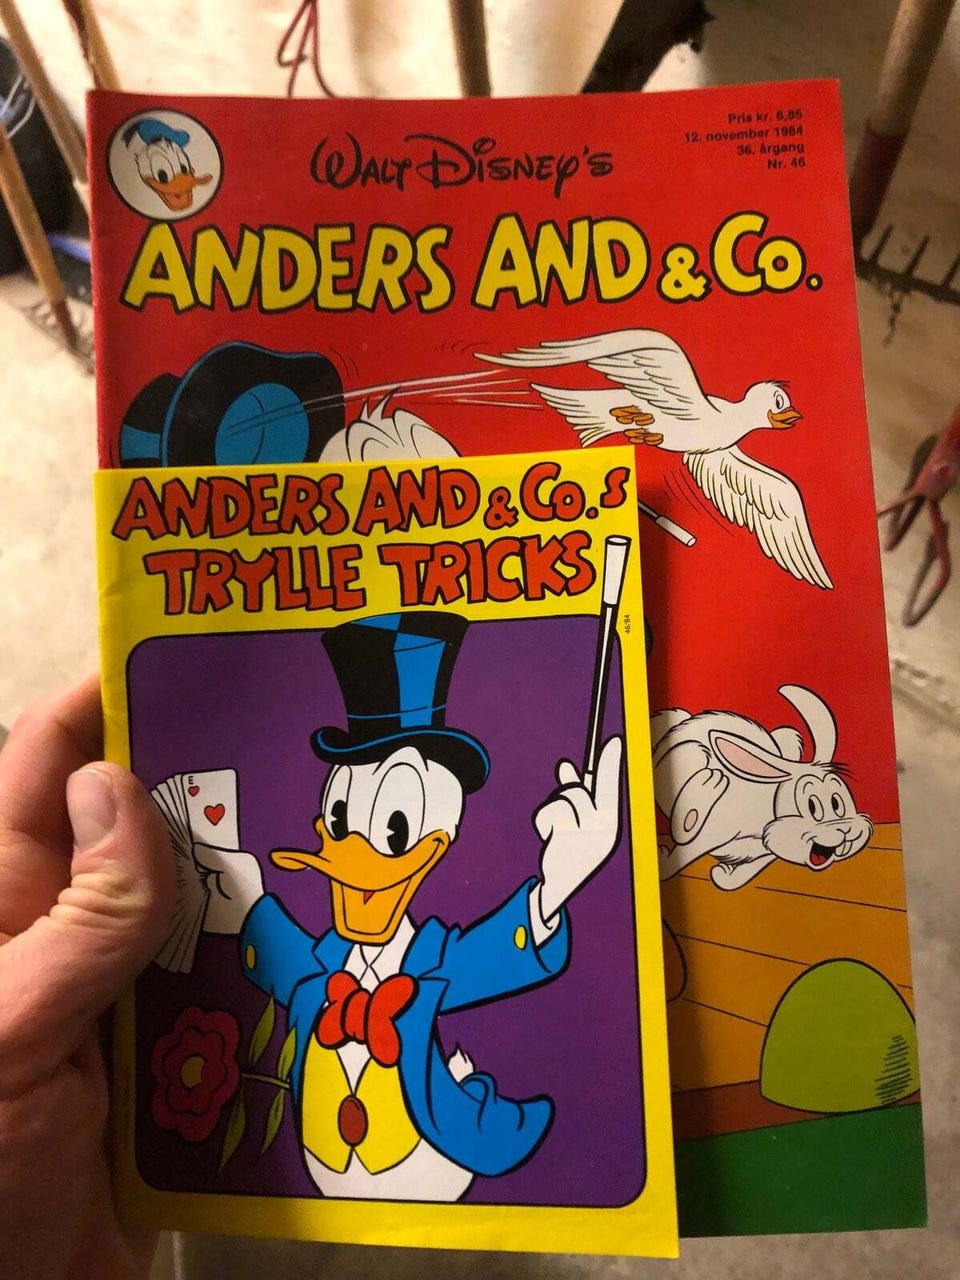 Pris kr. 6,85
12. november 1984
36. årgang
Nr. 46
WALT DISNEY'S
ANDERS AND & CO.
ANDERS AND & CO.S
TRYLLE TRICKS
46/84
E